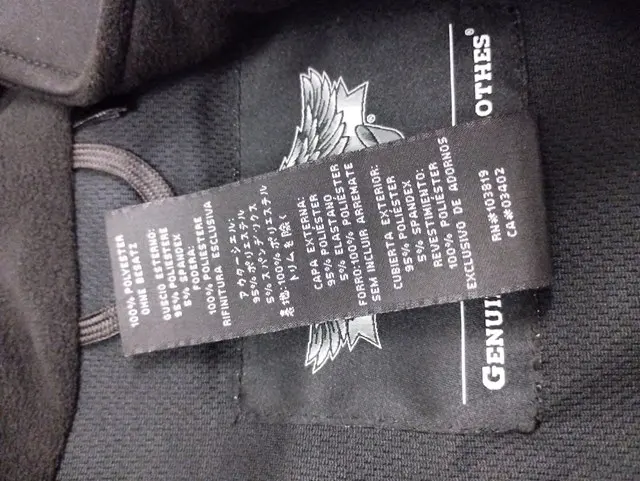 100% POLYESTER
OHNE BESATZ
GUSCIO ESTERNO:
95% POLIESTERE
5% SPANDEX
FODERA:
100% POLIESTERE
RIFINITURA ESCLUSIVA
アウターシェル:
95% ポリエステル
5% スパンデックス
裏地:100% ポリエステル
トリムを除く
CAPA EXTERNA:
95% POLIÉSTER
5% ELASTANO
FORRO:100% POLIÉSTER
SEM INCLUIR ARREMATE
CUBIERTA EXTERIOR:
95% POLIÉSTER
5% SPANDEX
REVESTIMIENTO:
100% POLIÉSTER
EXCLUSIVO DE ADORNOS
RN#103819
CA#03402
GENUI
OTHES®
®